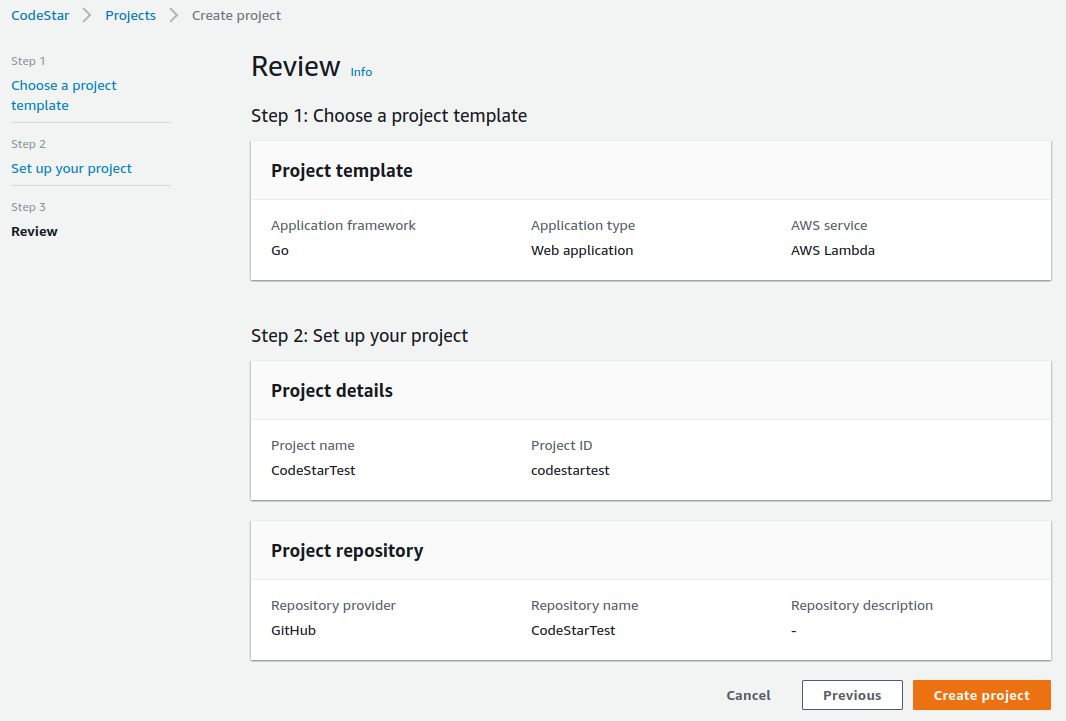 CodeStar > Projects > Create project
Step 1
Choose a project
template
Step 2
Set up your project
Step 3
Review
Review Info
Step 1: Choose a project template
Project template
Application framework Application type AWS service
Go Web application AWS Lambda
Step 2: Set up your project
Project details
Project name Project ID
CodeStarTest codestartest
Project repository
Repository provider Repository name Repository description
GitHub CodeStarTest -
Cancel Previous Create project